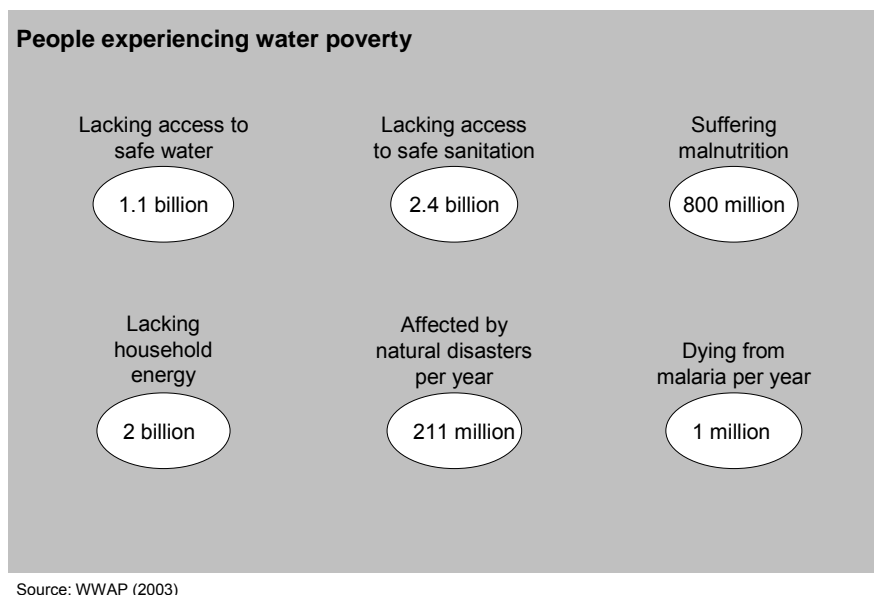 People experiencing water poverty
Lacking access to
safe water
1.1 billion
Lacking access
to safe sanitation
2.4 billion
Suffering
malnutrition
800 million
Lacking
household
energy
2 billion
Affected by
natural disasters
per year
211 million
Dying from
malaria per year
1 million
Source: WWAP (2003)